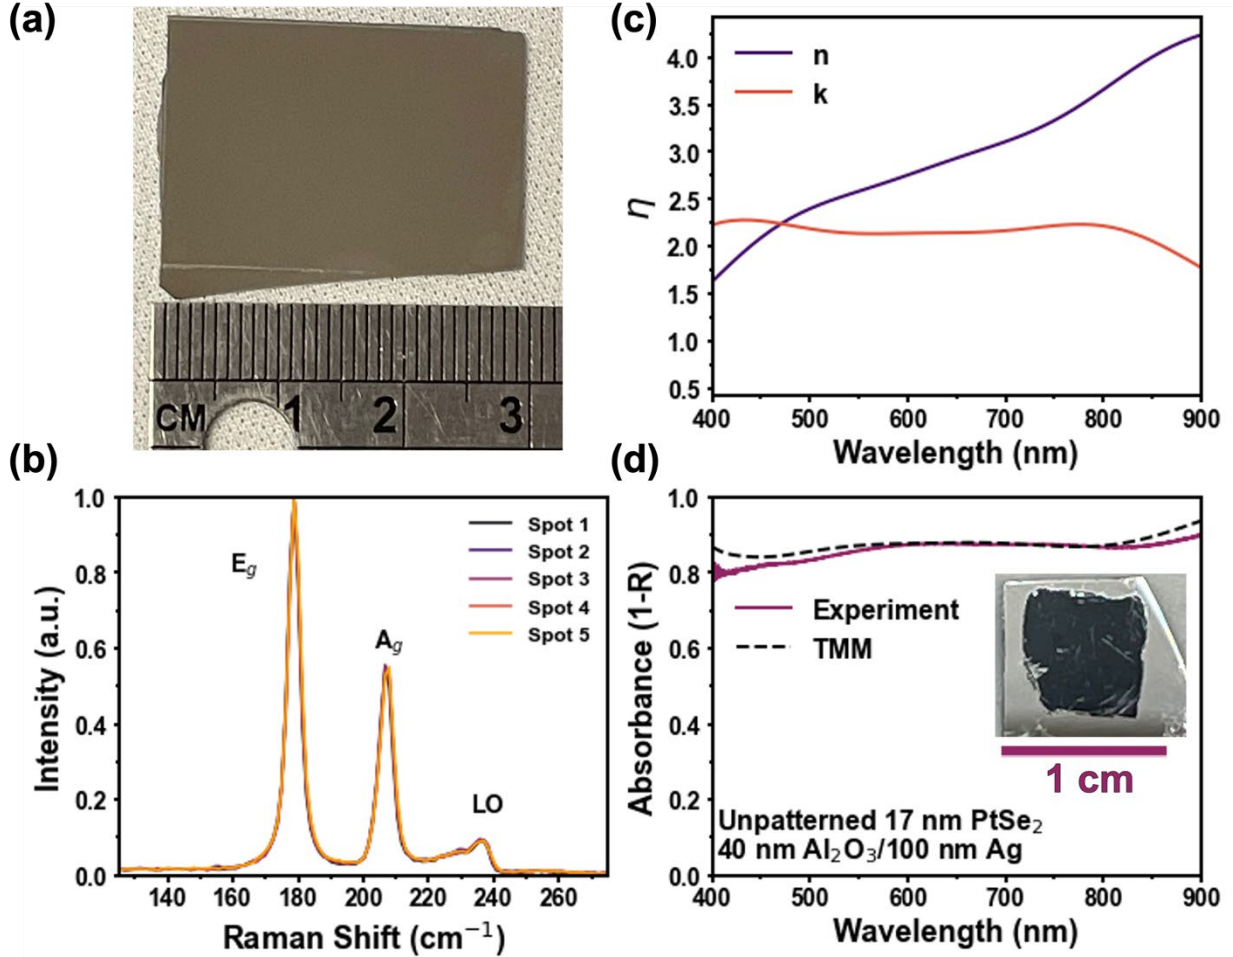 (a)
CM 1 2 3
(b)
1.0
0.8
0.6
0.4
0.2
0.0
Intensity (a.u.)
E_g
A_g
LO
Spot 1
Spot 2
Spot 3
Spot 4
Spot 5
140 160 180 200 220 240 260
Raman Shift (cm⁻¹)
(c)
4.0
3.5
3.0
2.5
2.0
1.5
1.0
0.5
η
n
k
400 500 600 700 800 900
Wavelength (nm)
(d)
1.0
0.8
0.6
0.4
0.2
0.0
Absorbance (1-R)
Experiment
TMM
1 cm
Unpatterned 17 nm PtSe₂
40 nm Al₂O₃/100 nm Ag
400 500 600 700 800 900
Wavelength (nm)